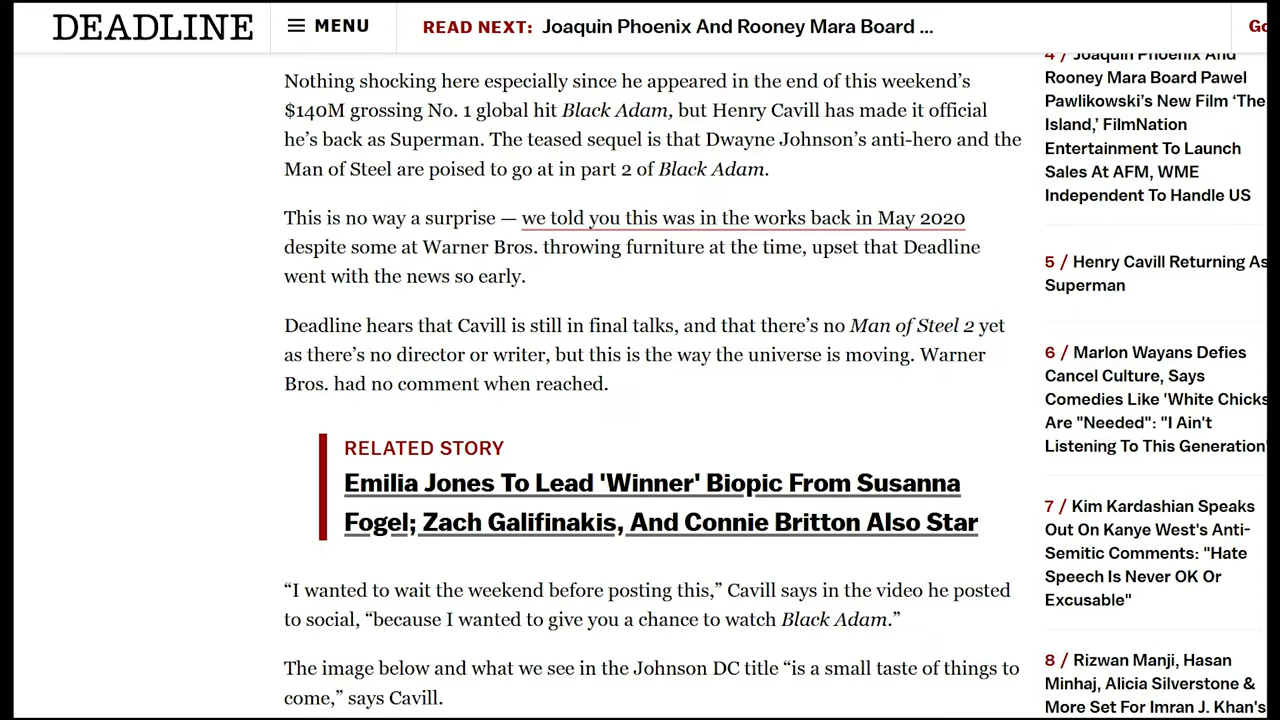 DEADLINE
MENU
READ NEXT: Joaquin Phoenix And Rooney Mara Board ...
Nothing shocking here especially since he appeared in the end of this weekend’s
$140M grossing No. 1 global hit Black Adam, but Henry Cavill has made it official
he’s back as Superman. The teased sequel is that Dwayne Johnson’s anti-hero and the
Man of Steel are poised to go at in part 2 of Black Adam.
This is no way a surprise — we told you this was in the works back in May 2020
despite some at Warner Bros. throwing furniture at the time, upset that Deadline
went with the news so early.
Deadline hears that Cavill is still in final talks, and that there’s no Man of Steel 2 yet
as there’s no director or writer, but this is the way the universe is moving. Warner
Bros. had no comment when reached.
RELATED STORY
Emilia Jones To Lead 'Winner' Biopic From Susanna
Fogel; Zach Galifinakis, And Connie Britton Also Star
“I wanted to wait the weekend before posting this,” Cavill says in the video he posted
to social, “because I wanted to give you a chance to watch Black Adam.”
The image below and what we see in the Johnson DC title “is a small taste of things to
come,” says Cavill.
4 / Joaquin Phoenix And
Rooney Mara Board Pawel
Pawlikowski’s New Film ‘The
Island,’ FilmNation
Entertainment To Launch
Sales At AFM, WME
Independent To Handle US
5 / Henry Cavill Returning As
Superman
6 / Marlon Wayans Defies
Cancel Culture, Says
Comedies Like 'White Chicks
Are "Needed": "I Ain't
Listening To This Generation'
7 / Kim Kardashian Speaks
Out On Kanye West's Anti-
Semitic Comments: "Hate
Speech Is Never OK Or
Excusable"
8 / Rizwan Manji, Hasan
Minhaj, Alicia Silverstone &
More Set For Imran J. Khan's